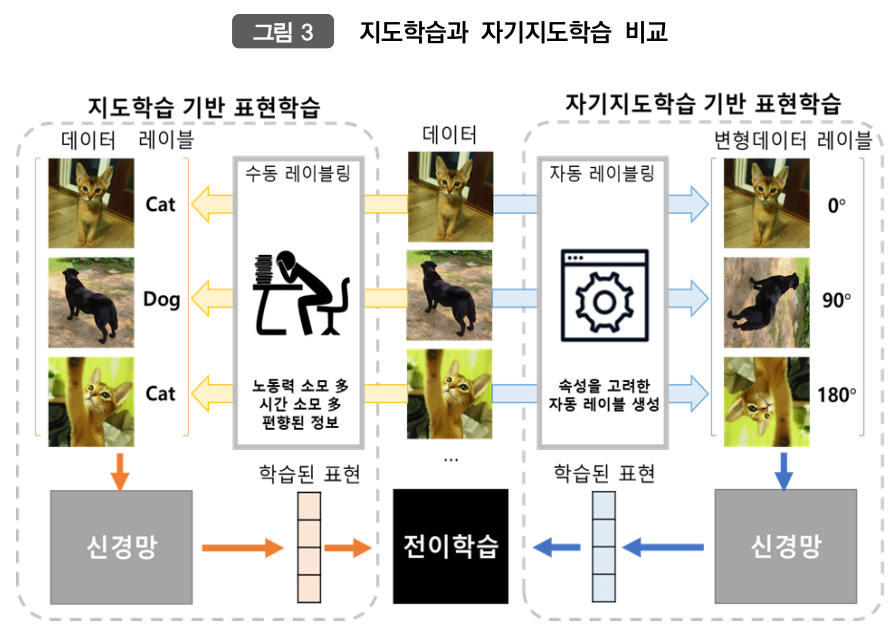 그림 3 지도학습과 자기지도학습 비교
지도학습 기반 표현학습
데이터 레이블
Cat
Dog
Cat
수동 레이블링
노동력 소모 多
시간 소모 多
편향된 정보
데이터
...
자기지도학습 기반 표현학습
자동 레이블링
속성을 고려한
자동 레이블 생성
변형데이터 레이블
0°
90°
180°
신경망
학습된 표현
전이학습
학습된 표현
신경망